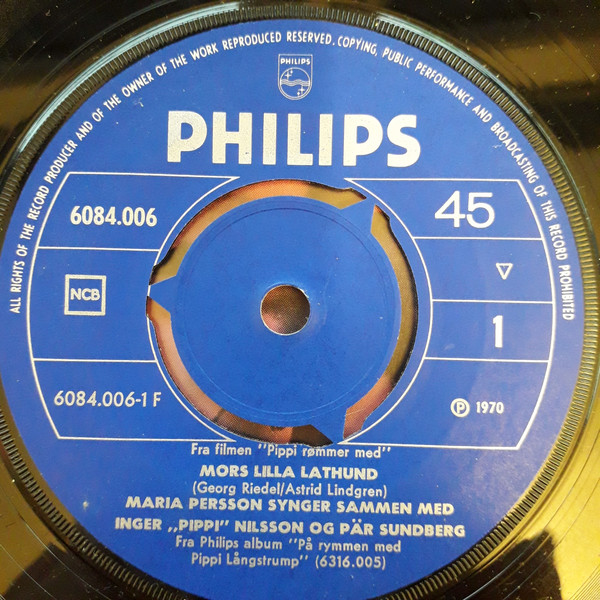 ALL RIGHTS OF THE RECORD PRODUCER AND OF THE OWNER OF THE WORK REPRODUCED RESERVED. COPYING, PUBLIC PERFORMANCE AND BROADCASTING OF THIS RECORD PROHIBITED
PHILIPS
PHILIPS
6084.006
45
NCB
▽
1
6084.006-1 F
Ⓟ 1970
Fra filmen "Pippi rømmer med"
MORS LILLA LATHUND
(Georg Riedel/Astrid Lindgren)
MARIA PERSSON SYNGER SAMMEN MED
INGER „PIPPI" NILSSON OG PÄR SUNDBERG
Fra Philips album "På rymmen med
Pippi Långstrump" (6316.005)